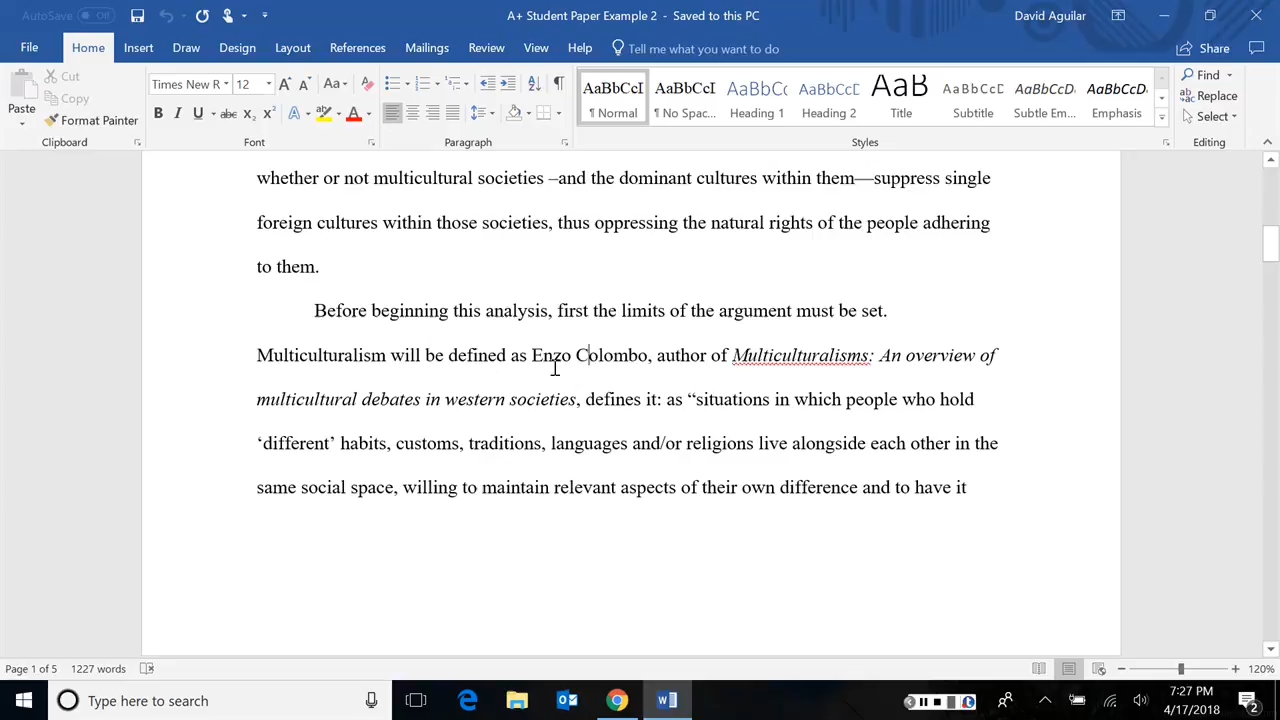 AutoSave Off A+ Student Paper Example 2 - Saved to this PC David Aguilar
File Home Insert Draw Design Layout References Mailings Review View Help Tell me what you want to do Share
Paste Cut Copy Format Painter
Clipboard
Times New R 12 Aa
B I U abc X₂ X² A A
Font
Paragraph
AaBbCcI AaBbCcI AaBbCc AaBbCcD AaB AaBbCcD AaBbCcD AaBbCcD
¶ Normal ¶ No Spac... Heading 1 Heading 2 Title Subtitle Subtle Em... Emphasis
Styles
Find
Replace
Select
Editing
whether or not multicultural societies –and the dominant cultures within them—suppress single
foreign cultures within those societies, thus oppressing the natural rights of the people adhering
to them.
Before beginning this analysis, first the limits of the argument must be set.
Multiculturalism will be defined as Enzo Colombo, author of Multiculturalisms: An overview of
multicultural debates in western societies, defines it: as “situations in which people who hold
‘different’ habits, customs, traditions, languages and/or religions live alongside each other in the
same social space, willing to maintain relevant aspects of their own difference and to have it
Page 1 of 5 1227 words 120%
Type here to search
7:27 PM
4/17/2018
2